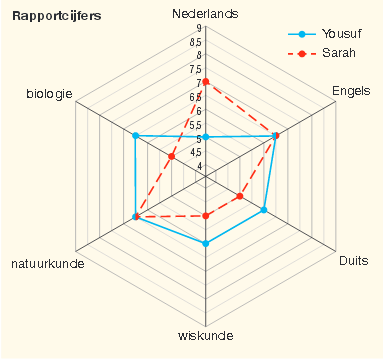 Rapportcijfers
Nederlands
Yousuf
Sarah
9
8,5
8
7,5
7
6,5
6
5,5
5
4,5
4
biologie
Engels
natuurkunde
Duits
wiskunde